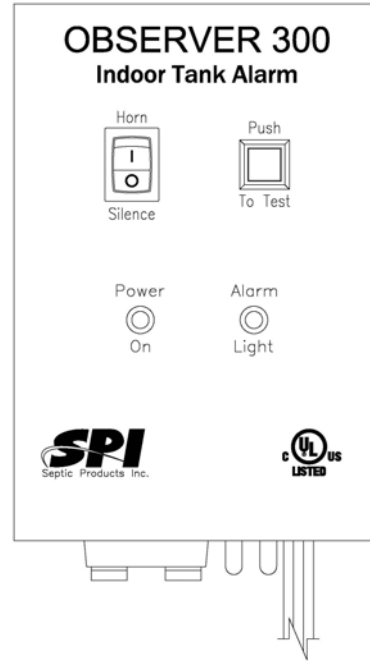 OBSERVER 300
Indoor Tank Alarm
Horn
I
O
Silence
Push
To Test
Power
On
Alarm
Light
SPI
Septic Products Inc.
C UL US
LISTED